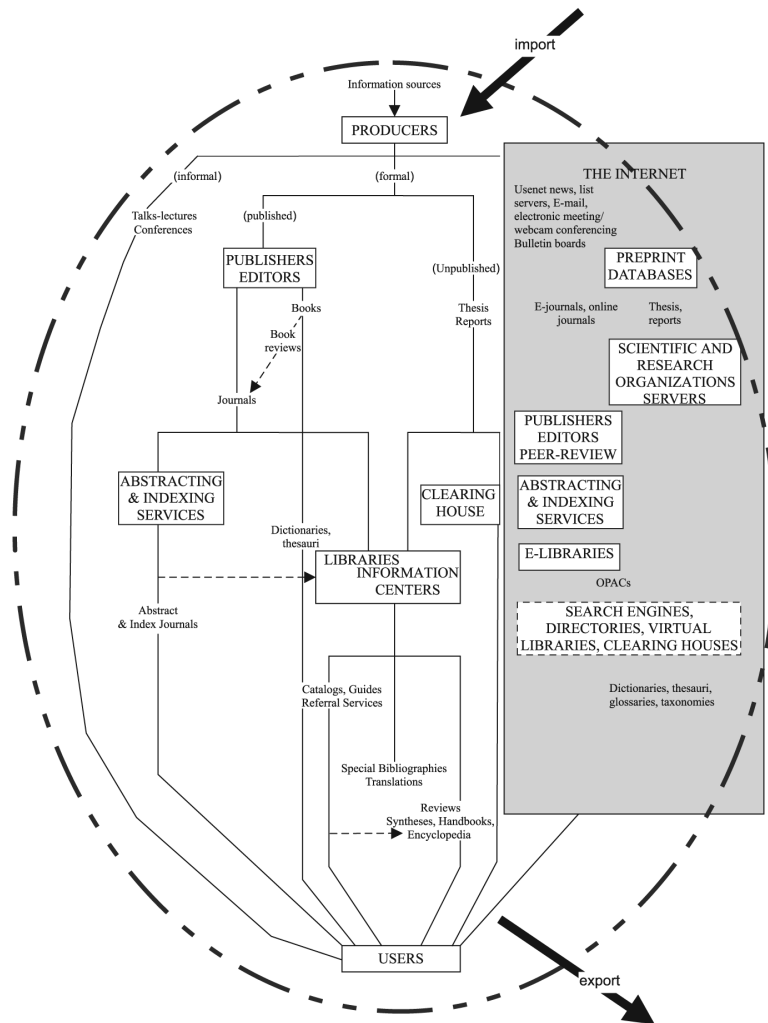 import
Information sources
PRODUCERS
(informal)
(formal)
Talks-lectures
Conferences
(published)
PUBLISHERS
EDITORS
(Unpublished)
Books
Thesis
Reports
Book
reviews
Journals
ABSTRACTING
& INDEXING
SERVICES
CLEARING
HOUSE
Dictionaries,
thesauri
LIBRARIES
INFORMATION
CENTERS
Abstract
& Index Journals
Catalogs, Guides
Referral Services
Special Bibliographies
Translations
Reviews
Syntheses, Handbooks,
Encyclopedia
USERS
THE INTERNET
Usenet news, list
servers, E-mail,
electronic meeting/
webcam conferencing
Bulletin boards
PREPRINT
DATABASES
E-journals, online
journals
Thesis,
reports
SCIENTIFIC AND
RESEARCH
ORGANIZATIONS
SERVERS
PUBLISHERS
EDITORS
PEER-REVIEW
ABSTRACTING
& INDEXING
SERVICES
E-LIBRARIES
OPACs
SEARCH ENGINES,
DIRECTORIES, VIRTUAL
LIBRARIES, CLEARING HOUSES
Dictionaries, thesauri,
glossaries, taxonomies
export